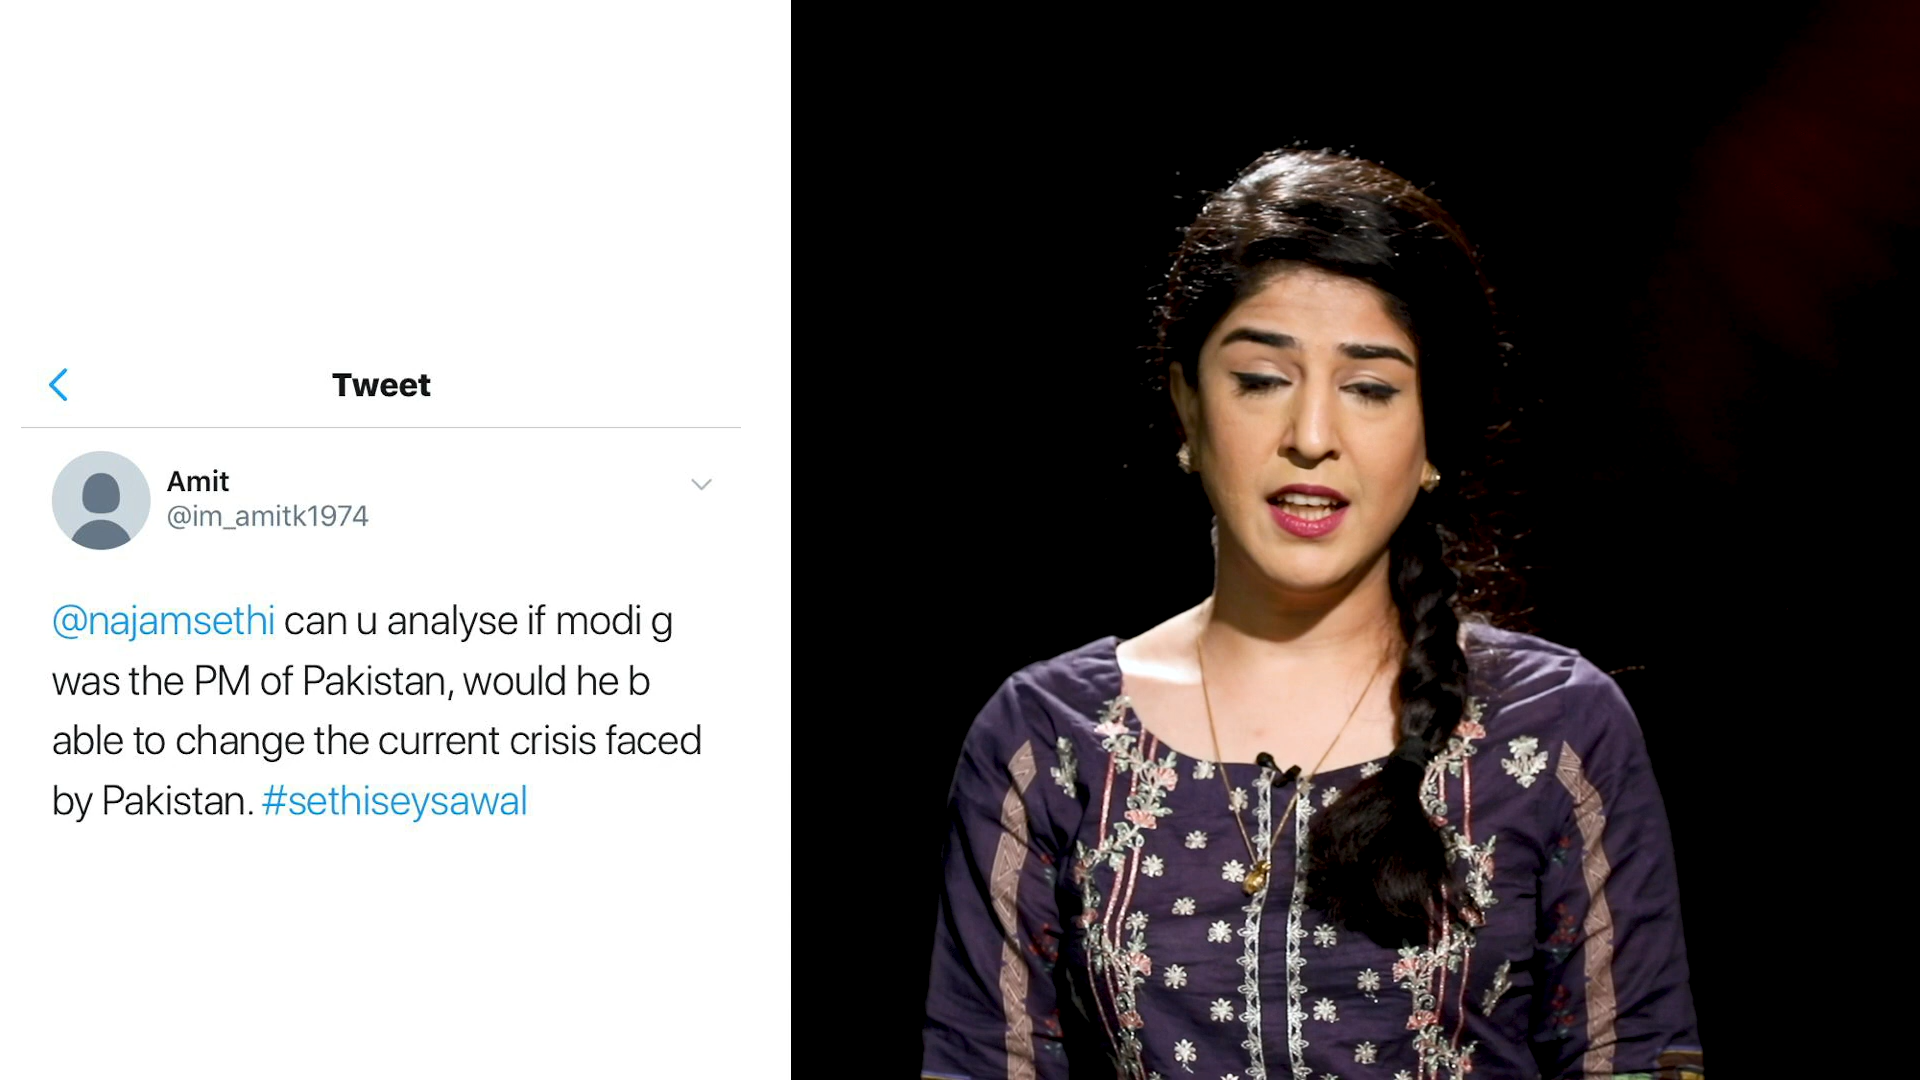 Tweet
Amit
@im_amitk1974
@najamsethi can u analyse if modi g
was the PM of Pakistan, would he b
able to change the current crisis faced
by Pakistan. #sethiseysawal